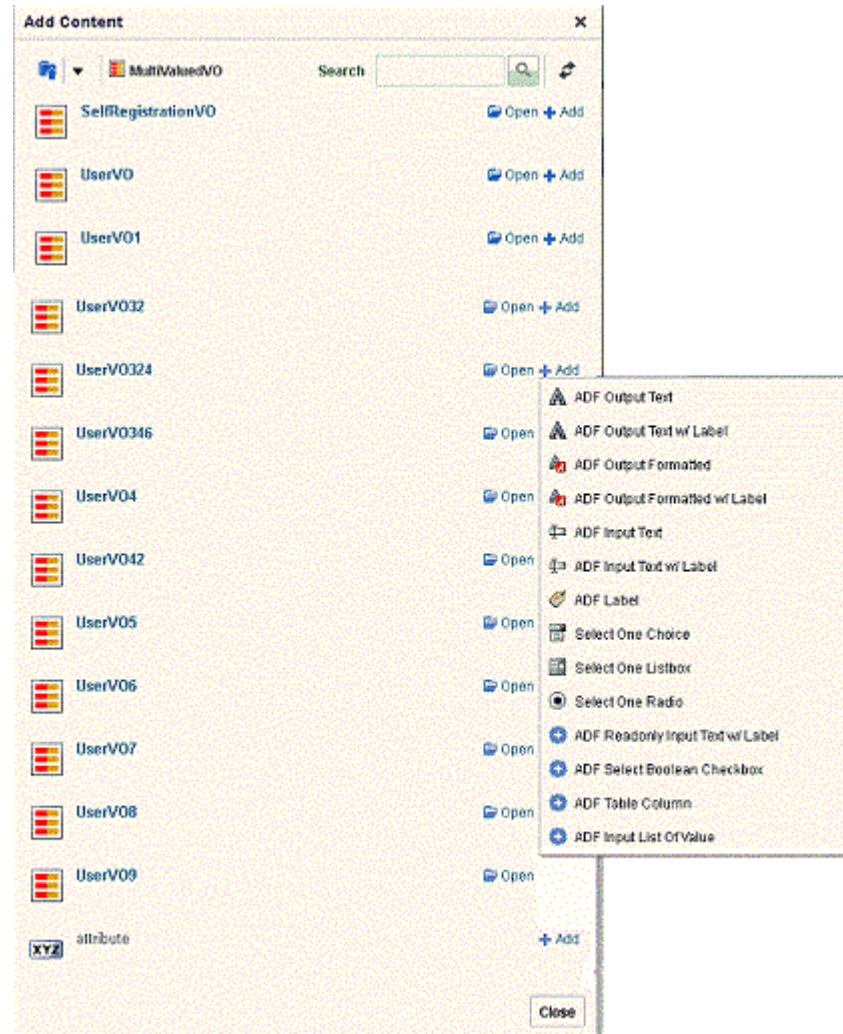 Add Content
MultiValuedVO Search
SelfRegistrationVO Open Add
UserVO Open Add
UserVO1 Open Add
UserVO32 Open Add
UserVO324 Open Add
ADF Output Text
ADF Output Text w/ Label
UserVO346 Open
ADF Output Formatted
ADF Output Formatted w/ Label
UserVO4 Open
ADF Input Text
ADF Input Text w/ Label
UserVO42 Open
ADF Label
UserVO5 Open
Select One Choice
Select One Listbox
UserVO6 Open
Select One Radio
ADF Readonly Input Text w/ Label
UserVO7 Open
ADF Select Boolean Checkbox
ADF Table Column
UserVO8 Open
ADF Input List Of Value
UserVO9 Open
XYZ attribute Add
Close